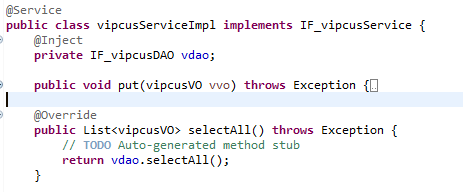 @Service
public class vipcusServiceImpl implements IF_vipcusService {
    @Inject
    private IF_vipcusDAO vdao;
    public void put(vipcusVO vvo) throws Exception {
    @Override
    public List<vipcusVO> selectAll() throws Exception {
        // TODO Auto-generated method stub
        return vdao.selectAll();
    }